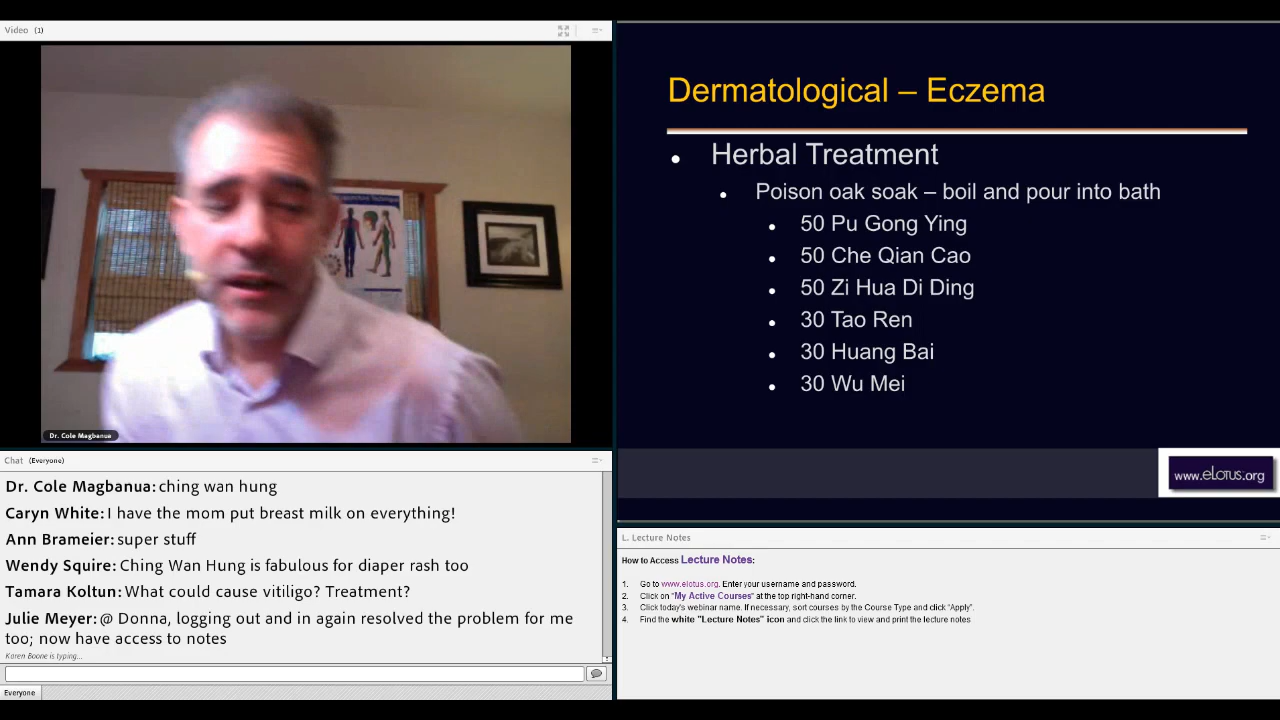 Video (1)
Dr. Cole Magbanua
Chat (Everyone)
Dr. Cole Magbanua: ching wan hung
Caryn White: I have the mom put breast milk on everything!
Ann Brameier: super stuff
Wendy Squire: Ching Wan Hung is fabulous for diaper rash too
Tamara Koltun: What could cause vitiligo? Treatment?
Julie Meyer: @ Donna, logging out and in again resolved the problem for me
too; now have access to notes
Karen Boone is typing...
Everyone
Dermatological – Eczema
• Herbal Treatment
• Poison oak soak – boil and pour into bath
• 50 Pu Gong Ying
• 50 Che Qian Cao
• 50 Zi Hua Di Ding
• 30 Tao Ren
• 30 Huang Bai
• 30 Wu Mei
www.eLotus.org
L. Lecture Notes
How to Access Lecture Notes:
1. Go to www.elotus.org. Enter your username and password.
2. Click on "My Active Courses" at the top right-hand corner.
3. Click today's webinar name. If necessary, sort courses by the Course Type and click "Apply".
4. Find the white "Lecture Notes" icon and click the link to view and print the lecture notes